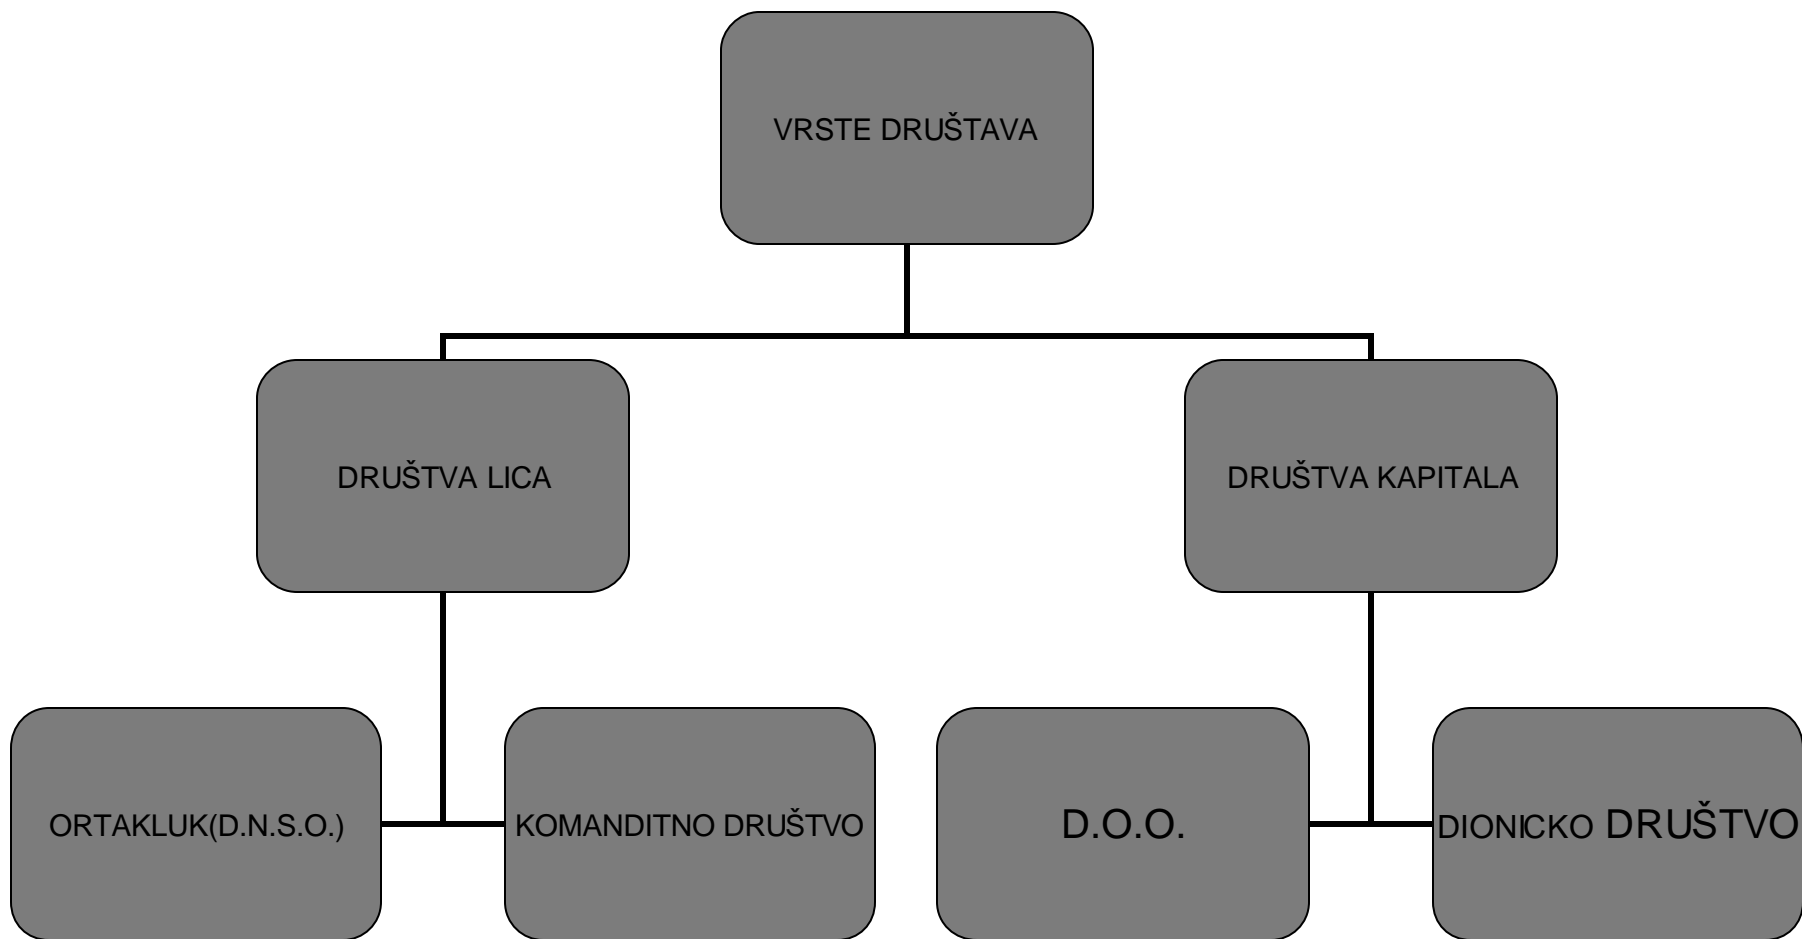 VRSTE DRUŠTAVA
DRUŠTVA LICA
DRUŠTVA KAPITALA
ORTAKLUK(D.N.S.O.)
KOMANDITNO DRUŠTVO
D.O.O.
DIONICKO DRUŠTVO